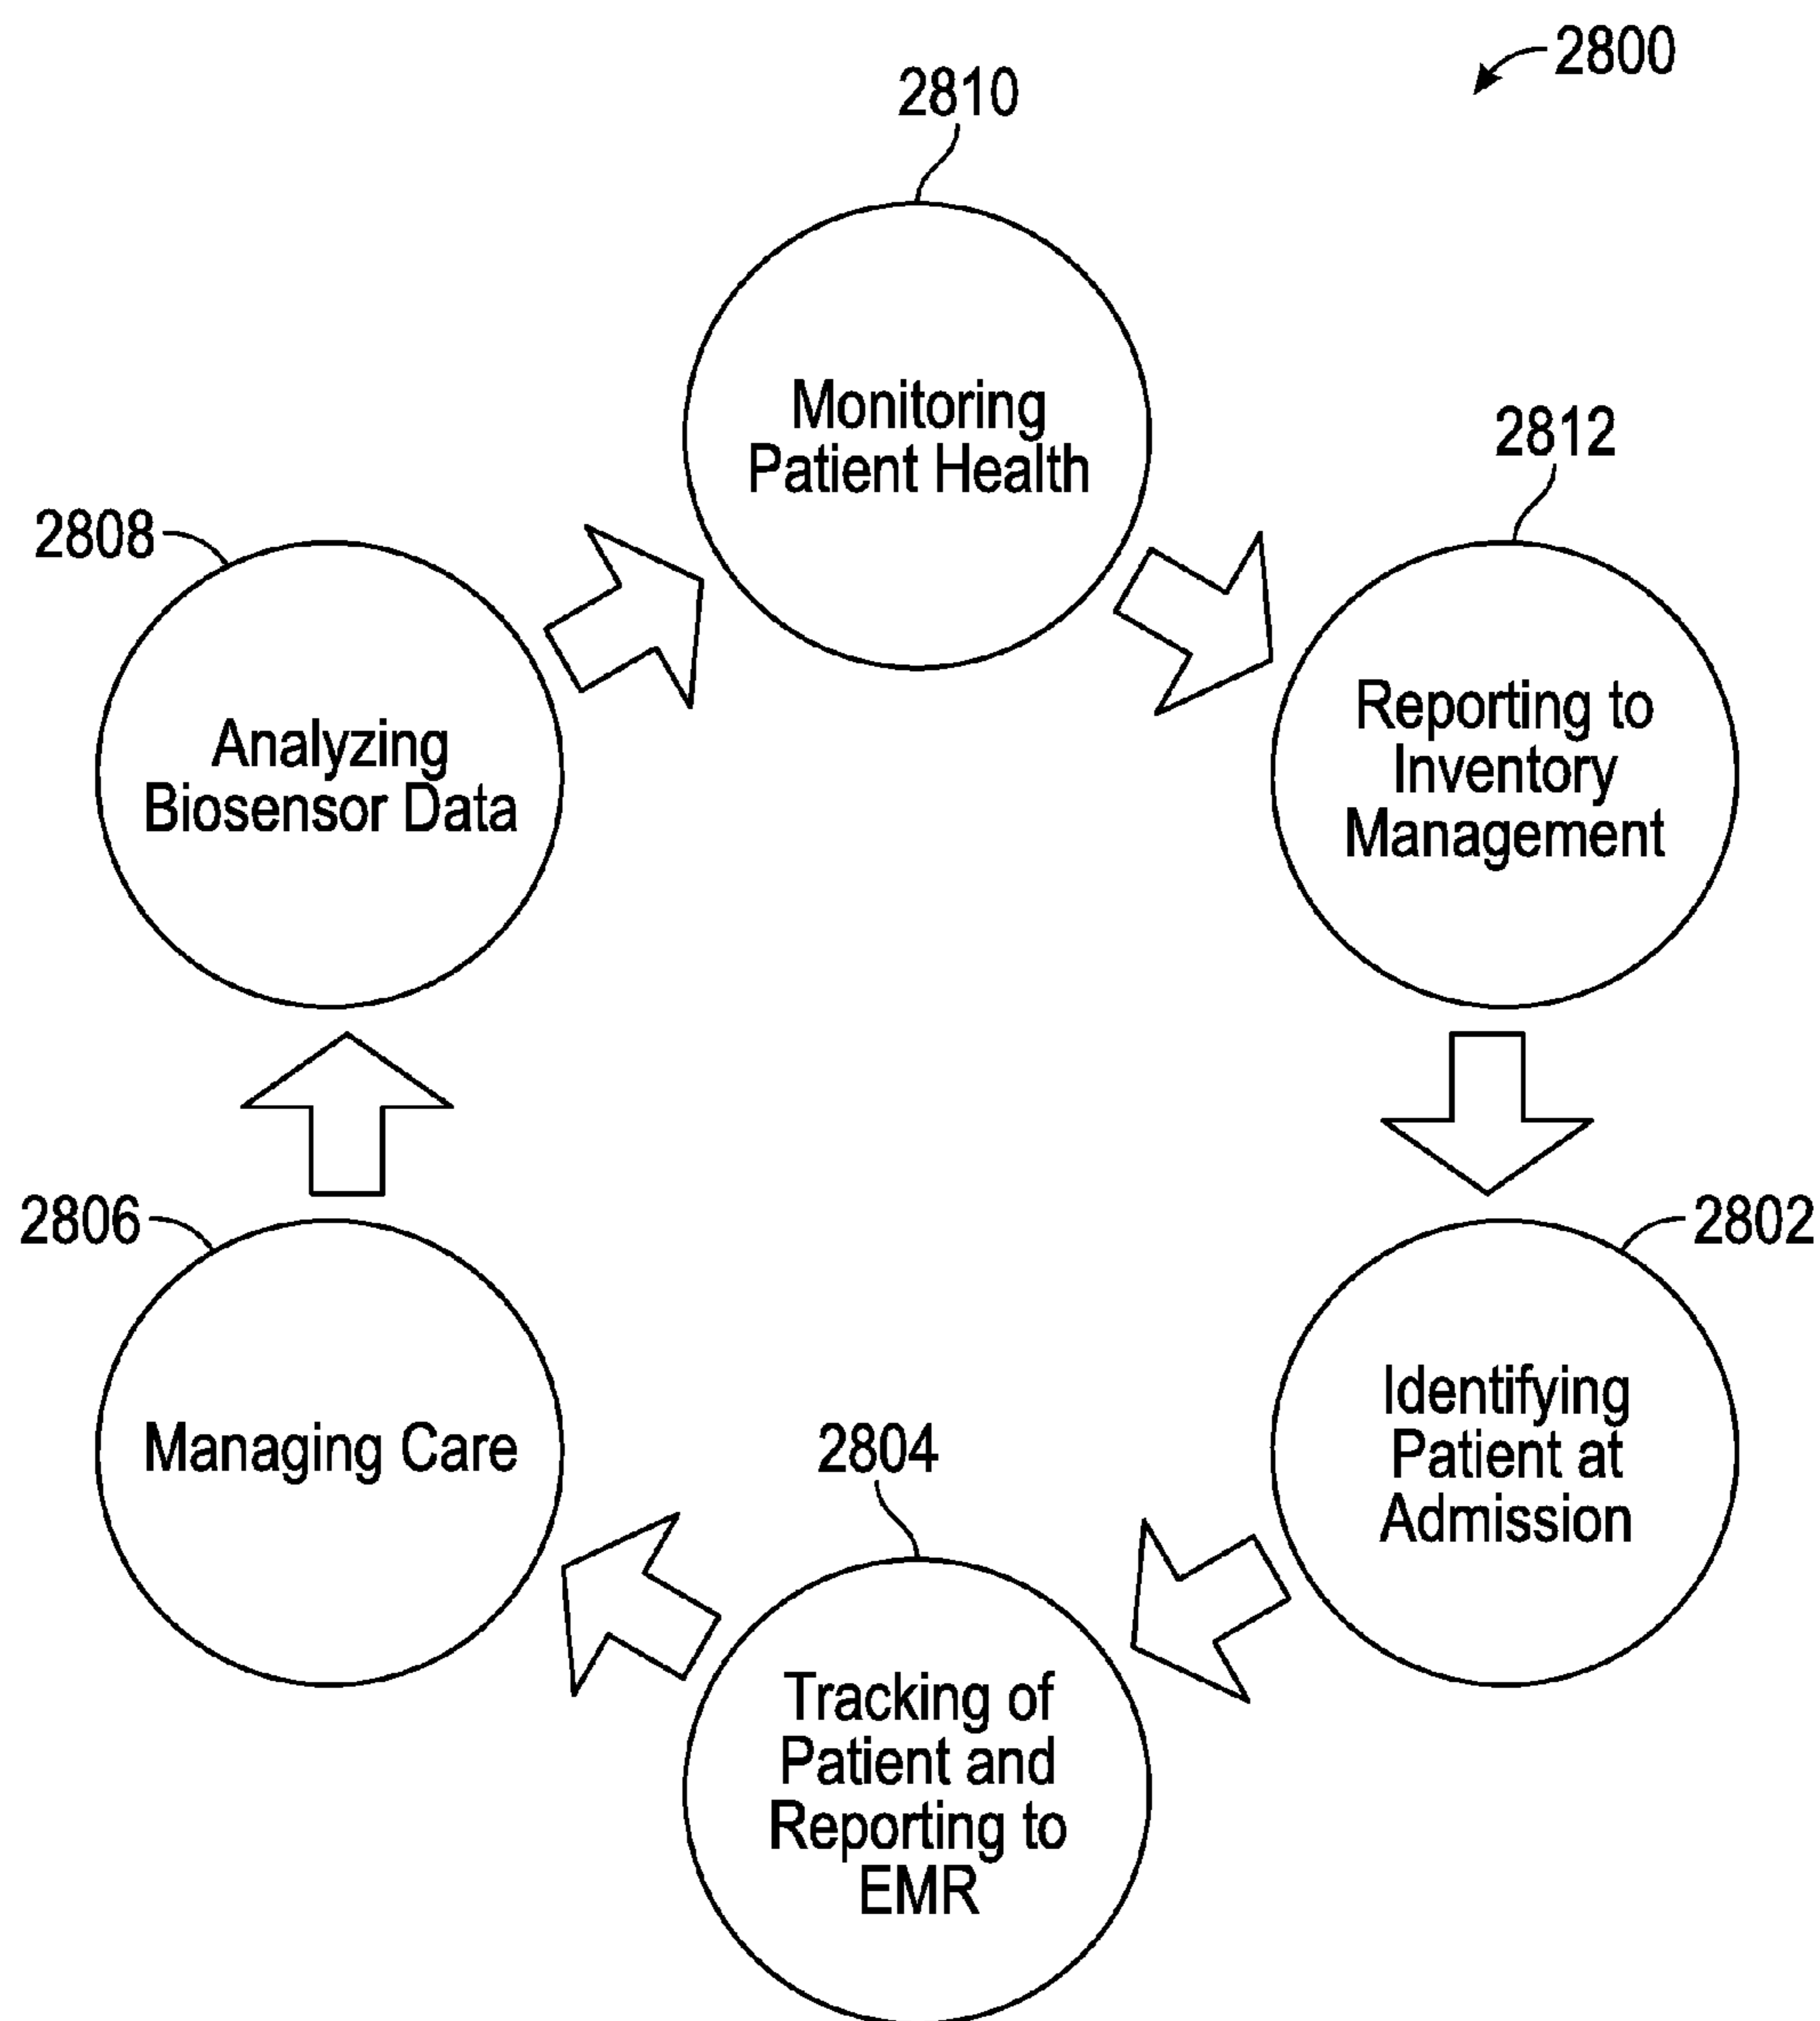 2800
2810
Monitoring
Patient Health
2812
Reporting to
Inventory
Management
2808
Analyzing
Biosensor Data
2806
Managing Care
2802
Identifying
Patient at
Admission
2804
Tracking of
Patient and
Reporting to
EMR